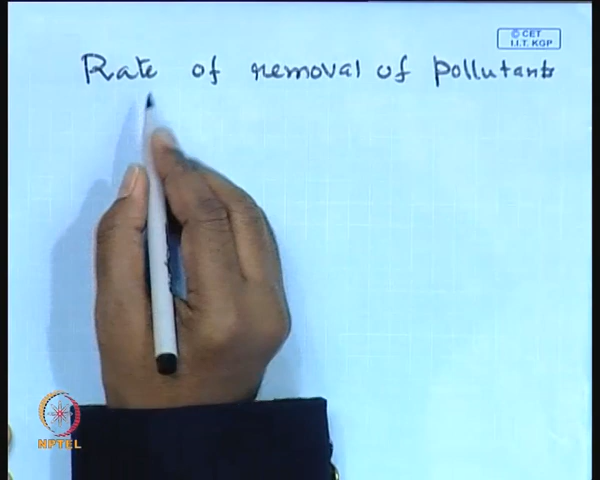 © CET
I.I.T. KGP
Rate of removal of pollutants
NPTEL